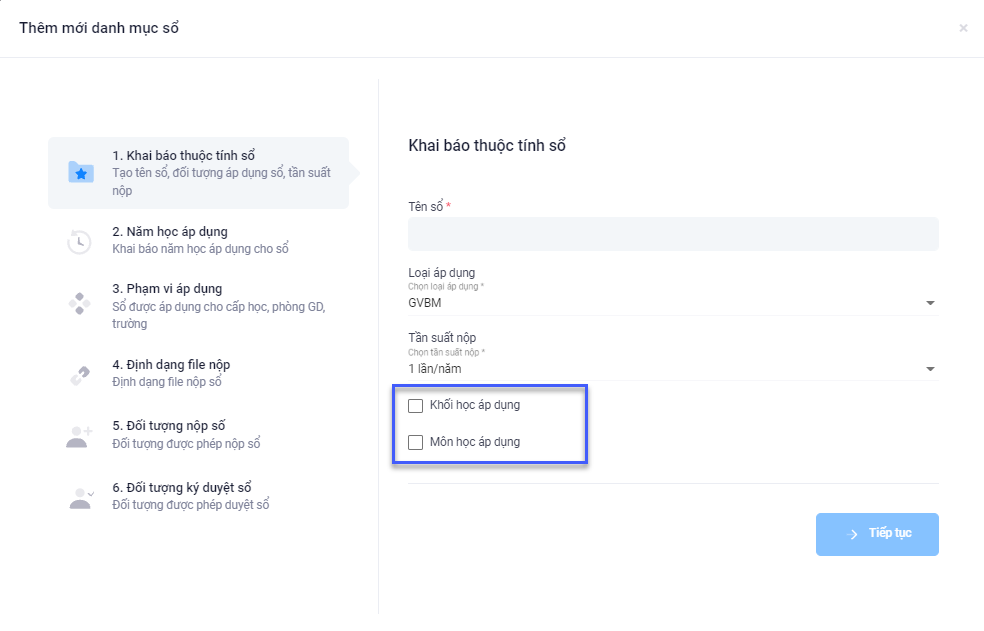 Thêm mới danh mục sổ
×
1. Khai báo thuộc tính sổ
Tạo tên sổ, đối tượng áp dụng sổ, tần suất
nộp
2. Năm học áp dụng
Khai báo năm học áp dụng cho sổ
3. Phạm vi áp dụng
Sổ được áp dụng cho cấp học, phòng GD,
trường
4. Định dạng file nộp
Định dạng file nộp sổ
5. Đối tượng nộp sổ
Đối tượng được phép nộp sổ
6. Đối tượng ký duyệt sổ
Đối tượng được phép duyệt sổ
Khai báo thuộc tính sổ
Tên sổ *
Loại áp dụng
Chọn loại áp dụng *
GVBM
Tần suất nộp
Chọn tần suất nộp *
1 lần/năm
Khối học áp dụng
Môn học áp dụng
Tiếp tục